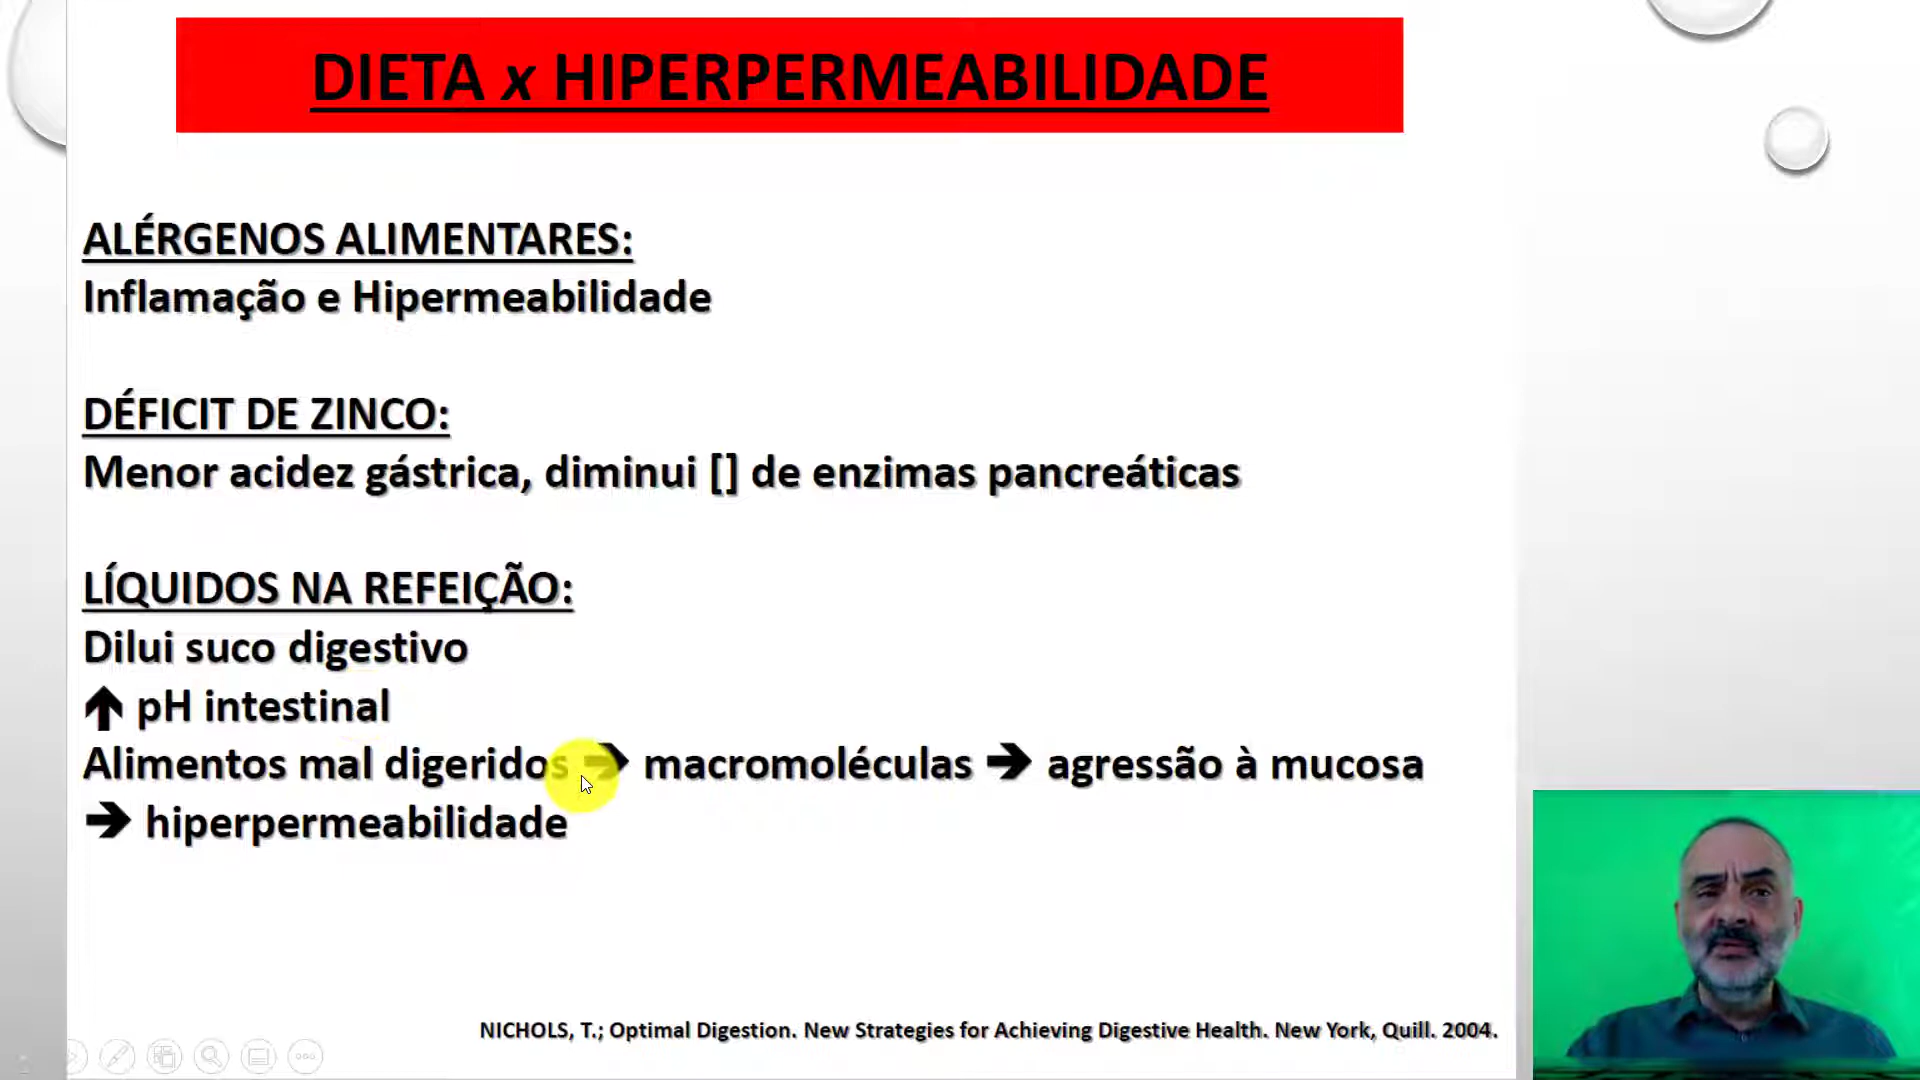 DIETA x HIPERPERMEABILIDADE
ALÉRGENOS ALIMENTARES:
Inflamação e Hipermeabilidade
DÉFICIT DE ZINCO:
Menor acidez gástrica, diminui [] de enzimas pancreáticas
LÍQUIDOS NA REFEIÇÃO:
Dilui suco digestivo
🡹 pH intestinal
Alimentos mal digeridos 🡺 macromoléculas 🡺 agressão à mucosa
🡺 hiperpermeabilidade
NICHOLS, T.; Optimal Digestion. New Strategies for Achieving Digestive Health. New York, Quill. 2004.